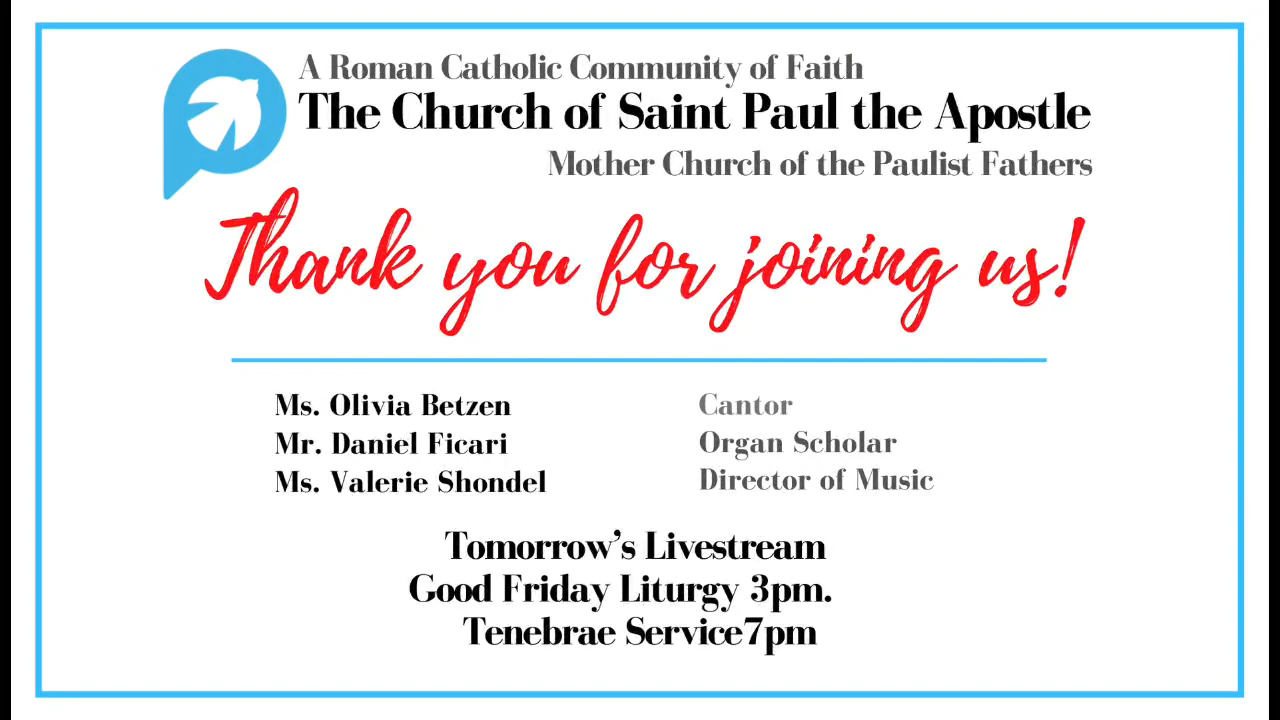 A Roman Catholic Community of Faith
The Church of Saint Paul the Apostle
Mother Church of the Paulist Fathers
Thank you for joining us!
Ms. Olivia Betzen Cantor
Mr. Daniel Ficari Organ Scholar
Ms. Valerie Shondel Director of Music
Tomorrow’s Livestream
Good Friday Liturgy 3pm.
Tenebrae Service7pm